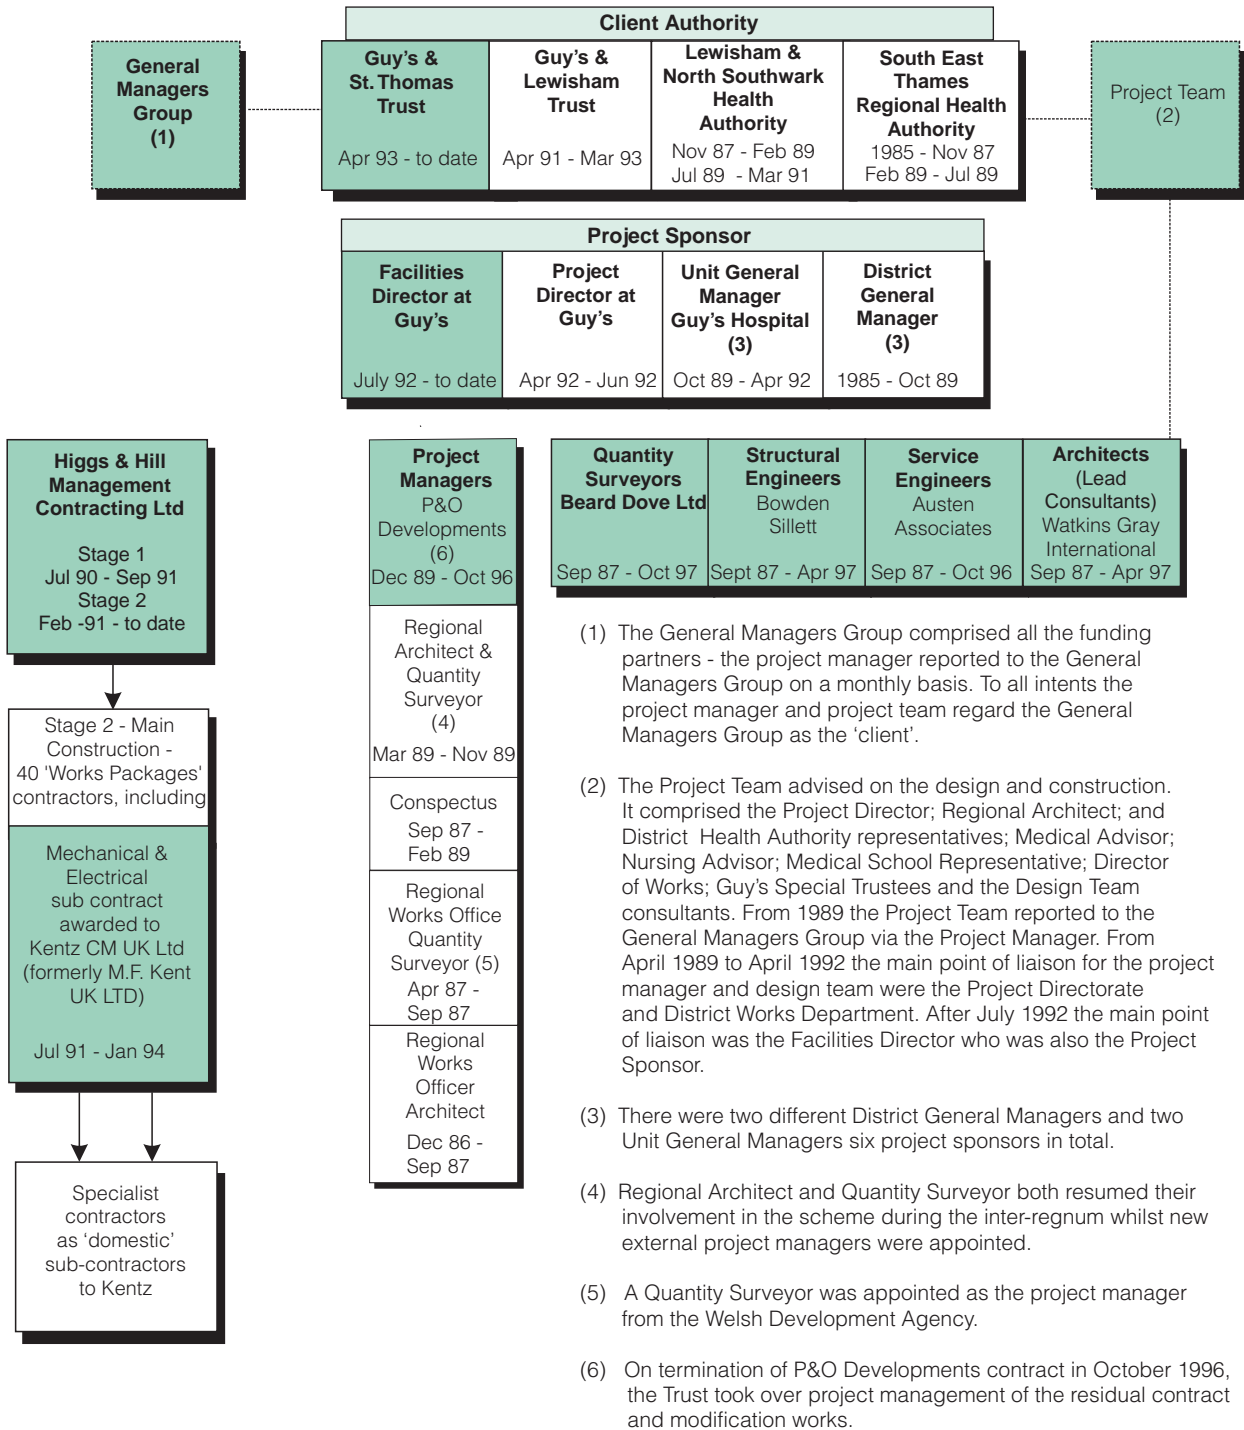 Client Authority
General
Managers
Group
(1)
Guy's &
St. Thomas
Trust
Apr 93 - to date
Guy's &
Lewisham
Trust
Apr 91 - Mar 93
Lewisham &
North Southwark
Health
Authority
Nov 87 - Feb 89
Jul 89 - Mar 91
South East
Thames
Regional Health
Authority
1985 - Nov 87
Feb 89 - Jul 89
Project Team
(2)
Project Sponsor
Facilities
Director at
Guy's
July 92 - to date
Project
Director at
Guy's
Apr 92 - Jun 92
Unit General
Manager
Guy's Hospital
(3)
Oct 89 - Apr 92
District
General
Manager
(3)
1985 - Oct 89
Higgs & Hill
Management
Contracting Ltd
Stage 1
Jul 90 - Sep 91
Stage 2
Feb -91 - to date
Stage 2 - Main
Construction -
40 'Works Packages'
contractors, including
Mechanical &
Electrical
sub contract
awarded to
Kentz CM UK Ltd
(formerly M.F. Kent
UK LTD)
Jul 91 - Jan 94
Specialist
contractors
as 'domestic'
sub-contractors
to Kentz
Project
Managers
P&O
Developments
(6)
Dec 89 - Oct 96
Regional
Architect &
Quantity
Surveyor
(4)
Mar 89 - Nov 89
Conspectus
Sep 87 -
Feb 89
Regional
Works Office
Quantity
Surveyor (5)
Apr 87 -
Sep 87
Regional
Works
Officer
Architect
Dec 86 -
Sep 87
Quantity
Surveyors
Beard Dove Ltd
Sep 87 - Oct 97
Structural
Engineers
Bowden
Sillett
Sept 87 - Apr 97
Service
Engineers
Austen
Associates
Sep 87 - Oct 96
Architects
(Lead
Consultants)
Watkins Gray
International
Sep 87 - Apr 97
(1) The General Managers Group comprised all the funding
partners - the project manager reported to the General
Managers Group on a monthly basis. To all intents the
project manager and project team regard the General
Managers Group as the 'client'.
(2) The Project Team advised on the design and construction.
It comprised the Project Director; Regional Architect; and
District Health Authority representatives; Medical Advisor;
Nursing Advisor; Medical School Representative; Director
of Works; Guy's Special Trustees and the Design Team
consultants. From 1989 the Project Team reported to the
General Managers Group via the Project Manager. From
April 1989 to April 1992 the main point of liaison for the project
manager and design team were the Project Directorate
and District Works Department. After July 1992 the main point
of liaison was the Facilities Director who was also the Project
Sponsor.
(3) There were two different District General Managers and two
Unit General Managers six project sponsors in total.
(4) Regional Architect and Quantity Surveyor both resumed their
involvement in the scheme during the inter-regnum whilst new
external project managers were appointed.
(5) A Quantity Surveyor was appointed as the project manager
from the Welsh Development Agency.
(6) On termination of P&O Developments contract in October 1996,
the Trust took over project management of the residual contract
and modification works.